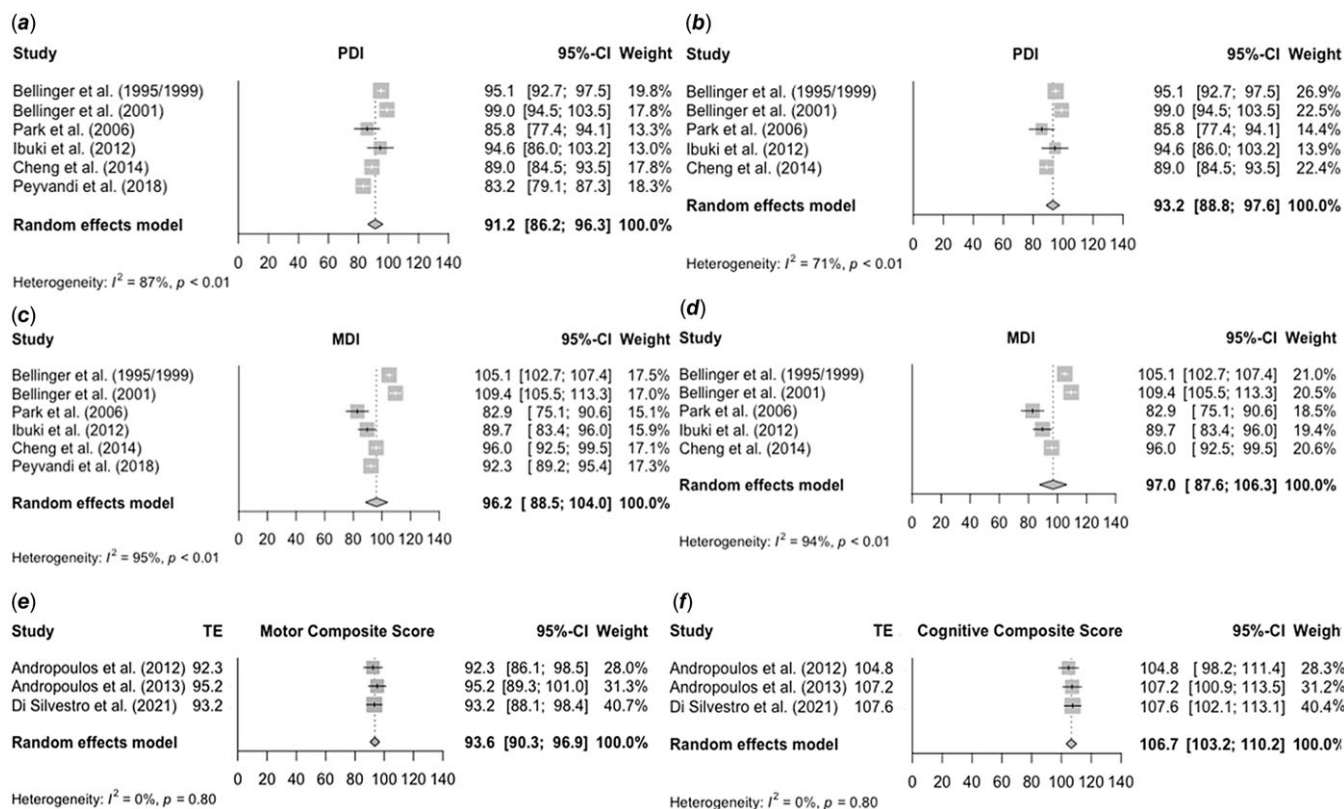 (a)
Study PDI 95%-CI Weight
Bellinger et al. (1995/1999) 95.1 [92.7; 97.5] 19.8%
Bellinger et al. (2001) 99.0 [94.5; 103.5] 17.8%
Park et al. (2006) 85.8 [77.4; 94.1] 13.3%
Ibuki et al. (2012) 94.6 [86.0; 103.2] 13.0%
Cheng et al. (2014) 89.0 [84.5; 93.5] 17.8%
Peyvandi et al. (2018) 83.2 [79.1; 87.3] 18.3%
Random effects model 91.2 [86.2; 96.3] 100.0%
0 20 40 60 80 100 140
Heterogeneity: I² = 87%, p < 0.01
(b)
Study PDI 95%-CI Weight
Bellinger et al. (1995/1999) 95.1 [92.7; 97.5] 26.9%
Bellinger et al. (2001) 99.0 [94.5; 103.5] 22.5%
Park et al. (2006) 85.8 [77.4; 94.1] 14.4%
Ibuki et al. (2012) 94.6 [86.0; 103.2] 13.9%
Cheng et al. (2014) 89.0 [84.5; 93.5] 22.4%
Random effects model 93.2 [88.8; 97.6] 100.0%
0 20 40 60 80 100 120 140
Heterogeneity: I² = 71%, p < 0.01
(c)
Study MDI 95%-CI Weight
Bellinger et al. (1995/1999) 105.1 [102.7; 107.4] 17.5%
Bellinger et al. (2001) 109.4 [105.5; 113.3] 17.0%
Park et al. (2006) 82.9 [ 75.1; 90.6] 15.1%
Ibuki et al. (2012) 89.7 [ 83.4; 96.0] 15.9%
Cheng et al. (2014) 96.0 [ 92.5; 99.5] 17.1%
Peyvandi et al. (2018) 92.3 [ 89.2; 95.4] 17.3%
Random effects model 96.2 [ 88.5; 104.0] 100.0%
0 20 40 60 80 100 120 140
Heterogeneity: I² = 95%, p < 0.01
(d)
Study MDI 95%-CI Weight
Bellinger et al. (1995/1999) 105.1 [102.7; 107.4] 21.0%
Bellinger et al. (2001) 109.4 [105.5; 113.3] 20.5%
Park et al. (2006) 82.9 [ 75.1; 90.6] 18.5%
Ibuki et al. (2012) 89.7 [ 83.4; 96.0] 19.4%
Cheng et al. (2014) 96.0 [ 92.5; 99.5] 20.6%
Random effects model 97.0 [ 87.6; 106.3] 100.0%
0 20 40 60 80 100 120 140
Heterogeneity: I² = 94%, p < 0.01
(e)
Study TE Motor Composite Score 95%-CI Weight
Andropoulos et al. (2012) 92.3 92.3 [86.1; 98.5] 28.0%
Andropoulos et al. (2013) 95.2 95.2 [89.3; 101.0] 31.3%
Di Silvestro et al. (2021) 93.2 93.2 [88.1; 98.4] 40.7%
Random effects model 93.6 [90.3; 96.9] 100.0%
0 20 40 60 80 100 120 140
Heterogeneity: I² = 0%, p = 0.80
(f)
Study TE Cognitive Composite Score 95%-CI Weight
Andropoulos et al. (2012) 104.8 104.8 [ 98.2; 111.4] 28.3%
Andropoulos et al. (2013) 107.2 107.2 [100.9; 113.5] 31.2%
Di Silvestro et al. (2021) 107.6 107.6 [102.1; 113.1] 40.4%
Random effects model 106.7 [103.2; 110.2] 100.0%
0 20 40 60 80 100 120 140
Heterogeneity: I² = 0%, p = 0.80